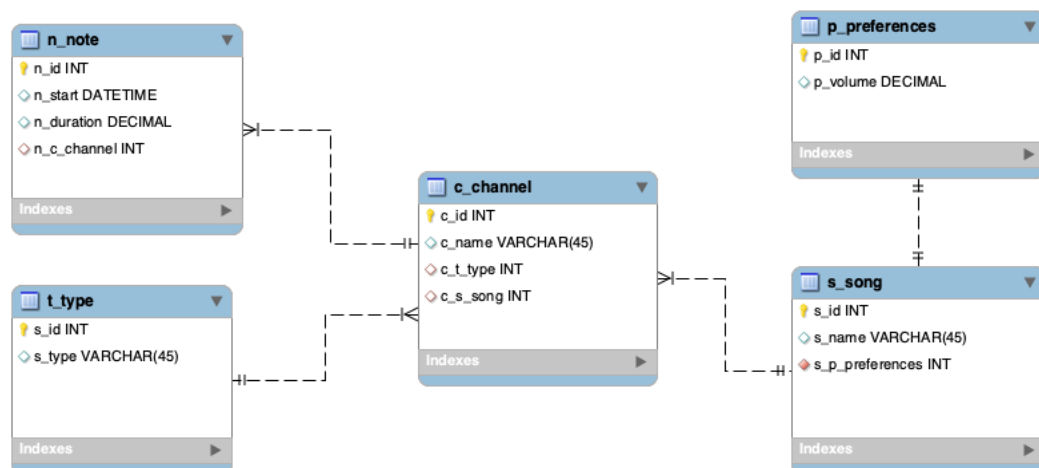 n_note
n_id INT
n_start DATETIME
n_duration DECIMAL
n_c_channel INT
Indexes
p_preferences
p_id INT
p_volume DECIMAL
Indexes
c_channel
c_id INT
c_name VARCHAR(45)
c_t_type INT
c_s_song INT
Indexes
t_type
s_id INT
s_type VARCHAR(45)
Indexes
s_song
s_id INT
s_name VARCHAR(45)
s_p_preferences INT
Indexes